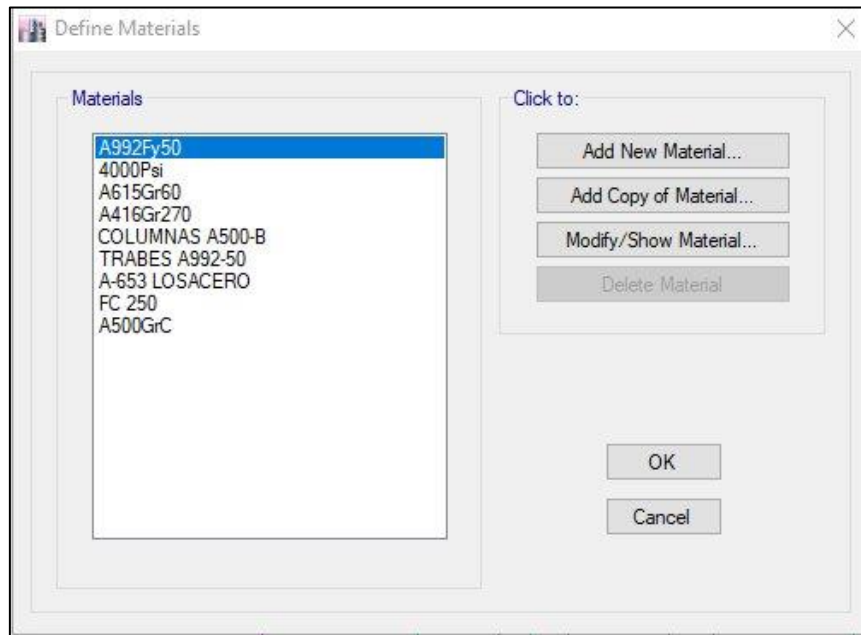 Define Materials
Materials
A992Fy50
4000Psi
A615Gr60
A416Gr270
COLUMNAS A500-B
TRABES A992-50
A-653 LOSACERO
FC 250
A500GrC
Click to:
Add New Material...
Add Copy of Material...
Modify/Show Material...
Delete Material
OK
Cancel